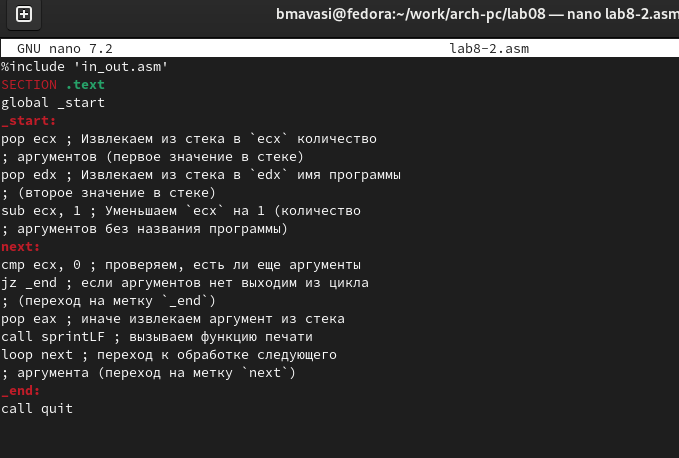 bmavasi@fedora:~/work/arch-pc/lab08 — nano lab8-2.asm
GNU nano 7.2 lab8-2.asm
%include 'in_out.asm'
SECTION .text
global _start
_start:
pop ecx ; Извлекаем из стека в `ecx` количество
; аргументов (первое значение в стеке)
pop edx ; Извлекаем из стека в `edx` имя программы
; (второе значение в стеке)
sub ecx, 1 ; Уменьшаем `ecx` на 1 (количество
; аргументов без названия программы)
next:
cmp ecx, 0 ; проверяем, есть ли еще аргументы
jz _end ; если аргументов нет выходим из цикла
; (переход на метку `_end`)
pop eax ; иначе извлекаем аргумент из стека
call sprintLF ; вызываем функцию печати
loop next ; переход к обработке следующего
; аргумента (переход на метку `next`)
_end:
call quit